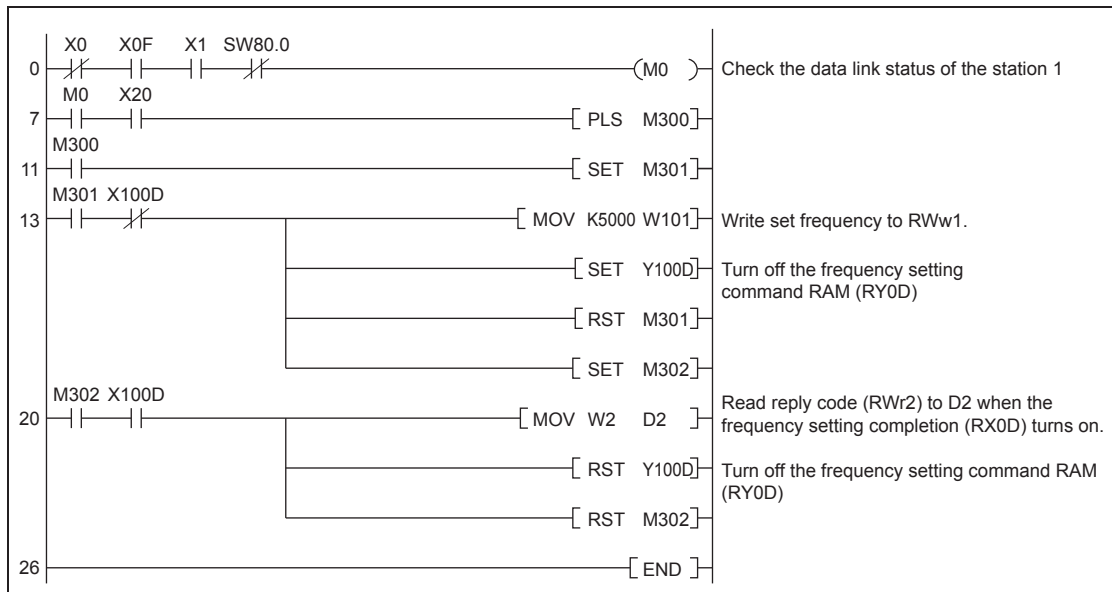 X0 X0F X1 SW80.0
0 M0 Check the data link status of the station 1
M0 X20
7 PLS M300
M300
11 SET M301
M301 X100D
13 MOV K5000 W101 Write set frequency to RWw1.
SET Y100D Turn off the frequency setting
command RAM (RY0D)
RST M301
SET M302
M302 X100D
20 MOV W2 D2 Read reply code (RWr2) to D2 when the
frequency setting completion (RX0D) turns on.
RST Y100D Turn off the frequency setting command RAM
(RY0D)
RST M302
26 END